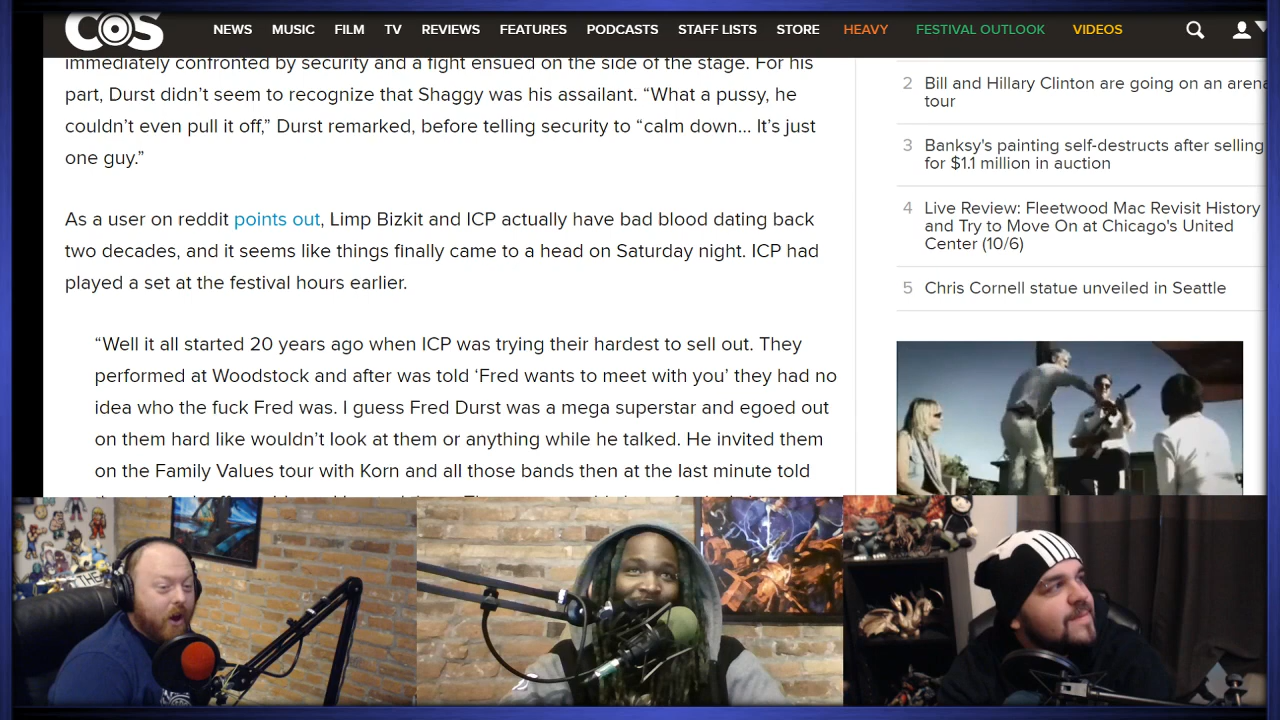 COS
NEWS MUSIC FILM TV REVIEWS FEATURES PODCASTS STAFF LISTS STORE HEAVY FESTIVAL OUTLOOK VIDEOS
immediately confronted by security and a fight ensued on the side of the stage. For his
part, Durst didn’t seem to recognize that Shaggy was his assailant. “What a pussy, he
couldn’t even pull it off,” Durst remarked, before telling security to “calm down… It’s just
one guy.”
As a user on reddit points out, Limp Bizkit and ICP actually have bad blood dating back
two decades, and it seems like things finally came to a head on Saturday night. ICP had
played a set at the festival hours earlier.
“Well it all started 20 years ago when ICP was trying their hardest to sell out. They
performed at Woodstock and after was told ‘Fred wants to meet with you’ they had no
idea who the fuck Fred was. I guess Fred Durst was a mega superstar and egoed out
on them hard like wouldn’t look at them or anything while he talked. He invited them
on the Family Values tour with Korn and all those bands then at the last minute told
2 Bill and Hillary Clinton are going on an arena
tour
3 Banksy's painting self-destructs after selling
for $1.1 million in auction
4 Live Review: Fleetwood Mac Revisit History
and Try to Move On at Chicago's United
Center (10/6)
5 Chris Cornell statue unveiled in Seattle
THE